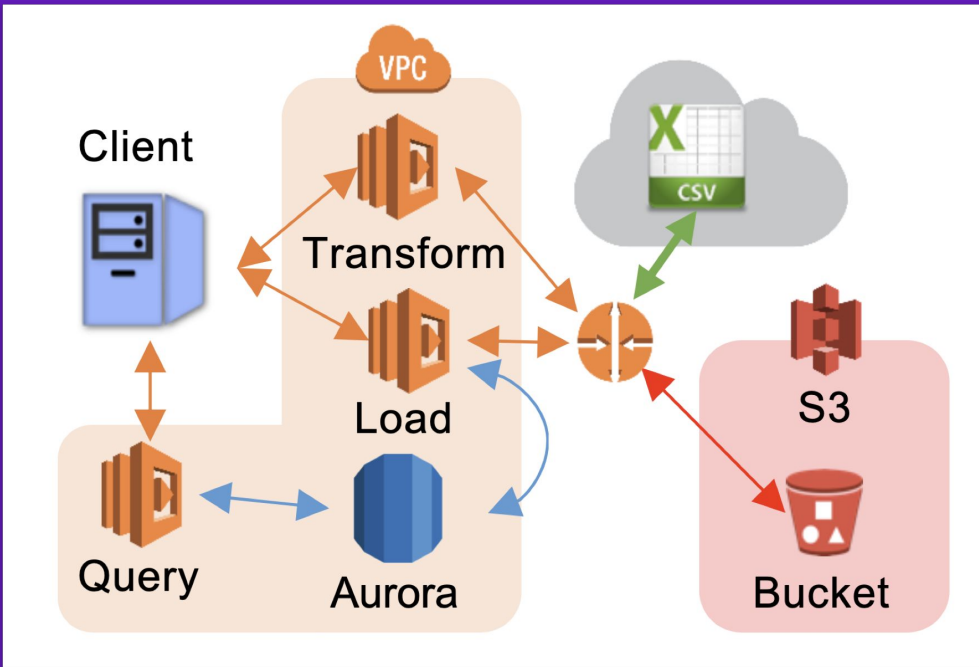 VPC
Client
X
CSV
Transform
S3
Load
Query
Aurora
Bucket